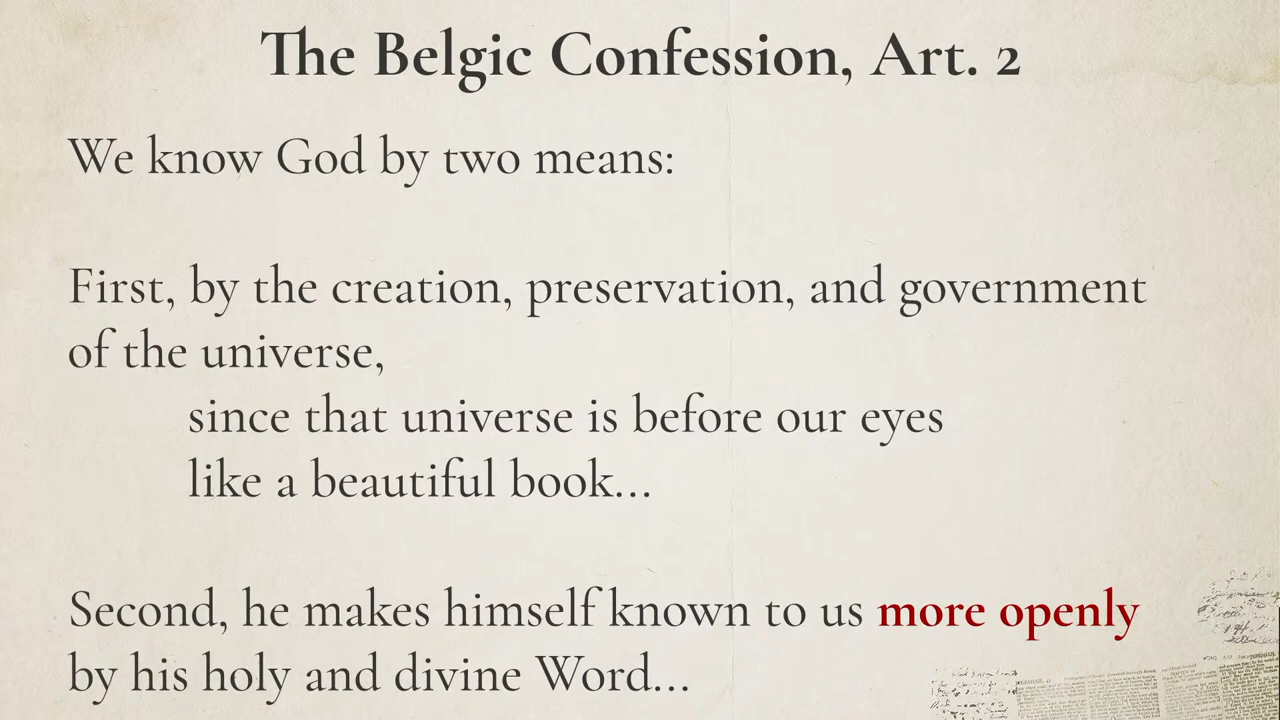 The Belgic Confession, Art. 2
We know God by two means:
First, by the creation, preservation, and government
of the universe,
since that universe is before our eyes
like a beautiful book...
Second, he makes himself known to us more openly
by his holy and divine Word...